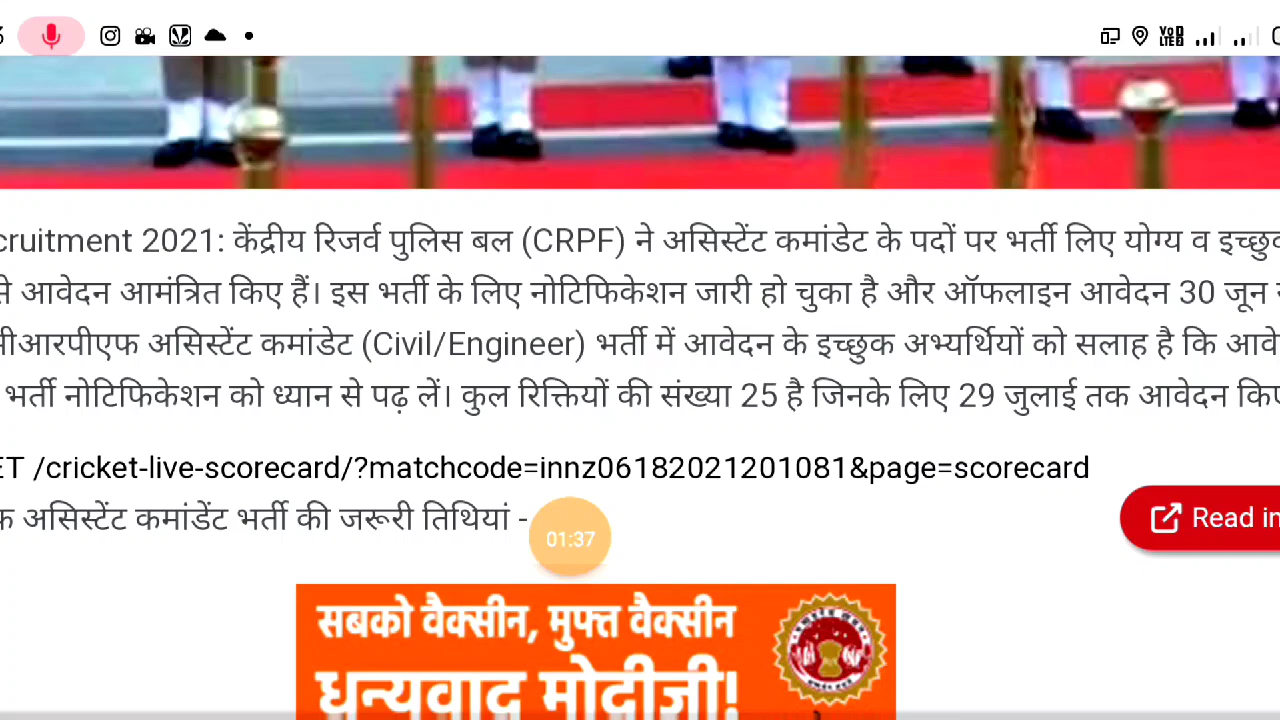 VoD
LTE2
cruitment 2021: केंद्रीय रिजर्व पुलिस बल (CRPF) ने असिस्टेंट कमांडेट के पदों पर भर्ती लिए योग्य व इच्छुक
से आवेदन आमंत्रित किए हैं। इस भर्ती के लिए नोटिफिकेशन जारी हो चुका है और ऑफलाइन आवेदन 30 जून
सीआरपीएफ असिस्टेंट कमांडेट (Civil/Engineer) भर्ती में आवेदन के इच्छुक अभ्यर्थियों को सलाह है कि आवे
भर्ती नोटिफिकेशन को ध्यान से पढ़ लें। कुल रिक्तियों की संख्या 25 है जिनके लिए 29 जुलाई तक आवेदन किए
ET /cricket-live-scorecard/?matchcode=innz06182021201081&page=scorecard
असिस्टेंट कमांडेंट भर्ती की जरूरी तिथियां -
01:37
Read in
सबको वैक्सीन, मुफ्त वैक्सीन
धन्यवाद मोदीजी!